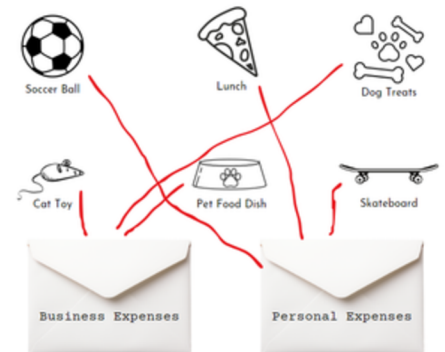 Soccer Ball
Lunch
Dog Treats
Cat Toy
Pet Food Dish
Skateboard
Business Expenses
Personal Expenses